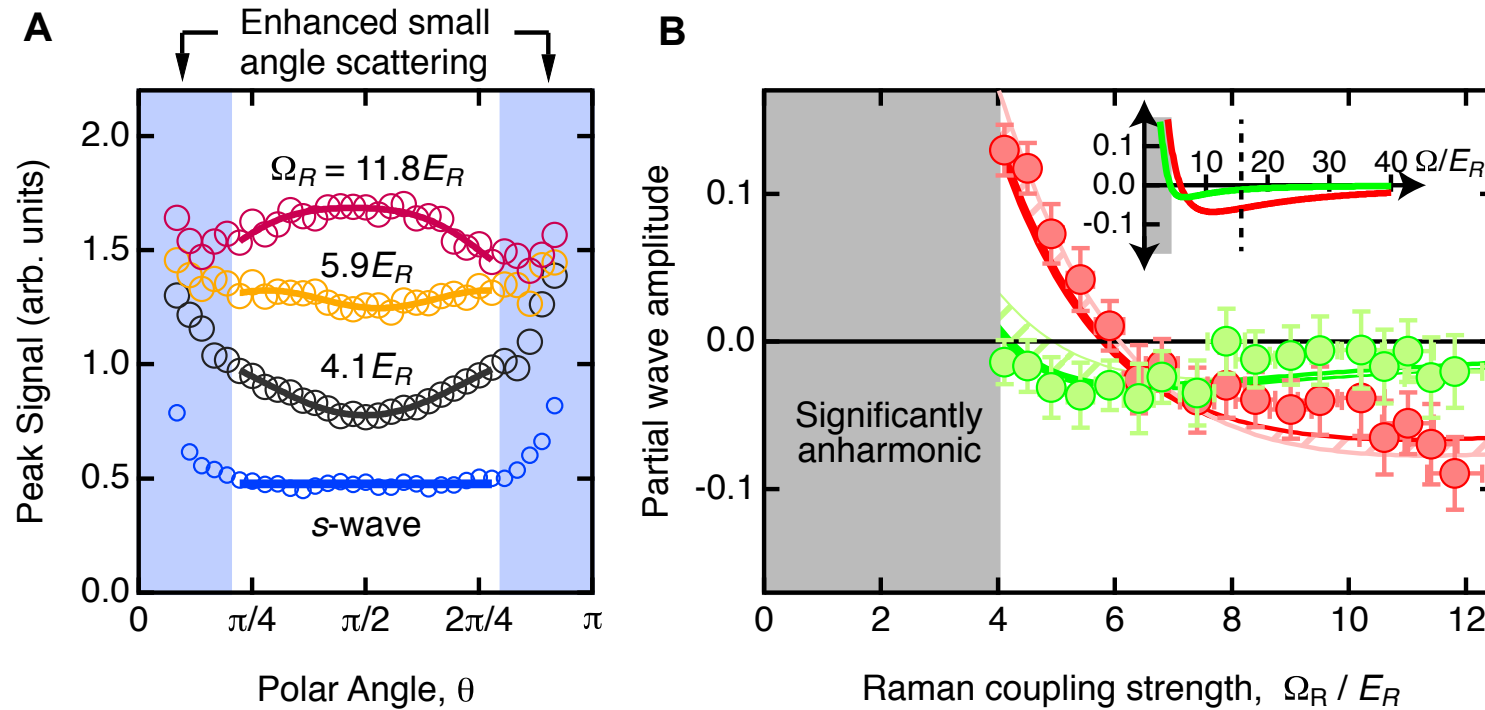 A
Enhanced small
angle scattering
Peak Signal (arb. units)
2.0
1.5
1.0
0.5
0.0
Ω_R = 11.8E_R
5.9E_R
4.1E_R
s-wave
0 π/4 π/2 2π/4 π
Polar Angle, θ
B
Partial wave amplitude
0.1
0.0
-0.1
Significantly
anharmonic
0.1
0.0
-0.1
10 20 30 40 Ω/E_R
0 2 4 6 8 10 12
Raman coupling strength, Ω_R / E_R